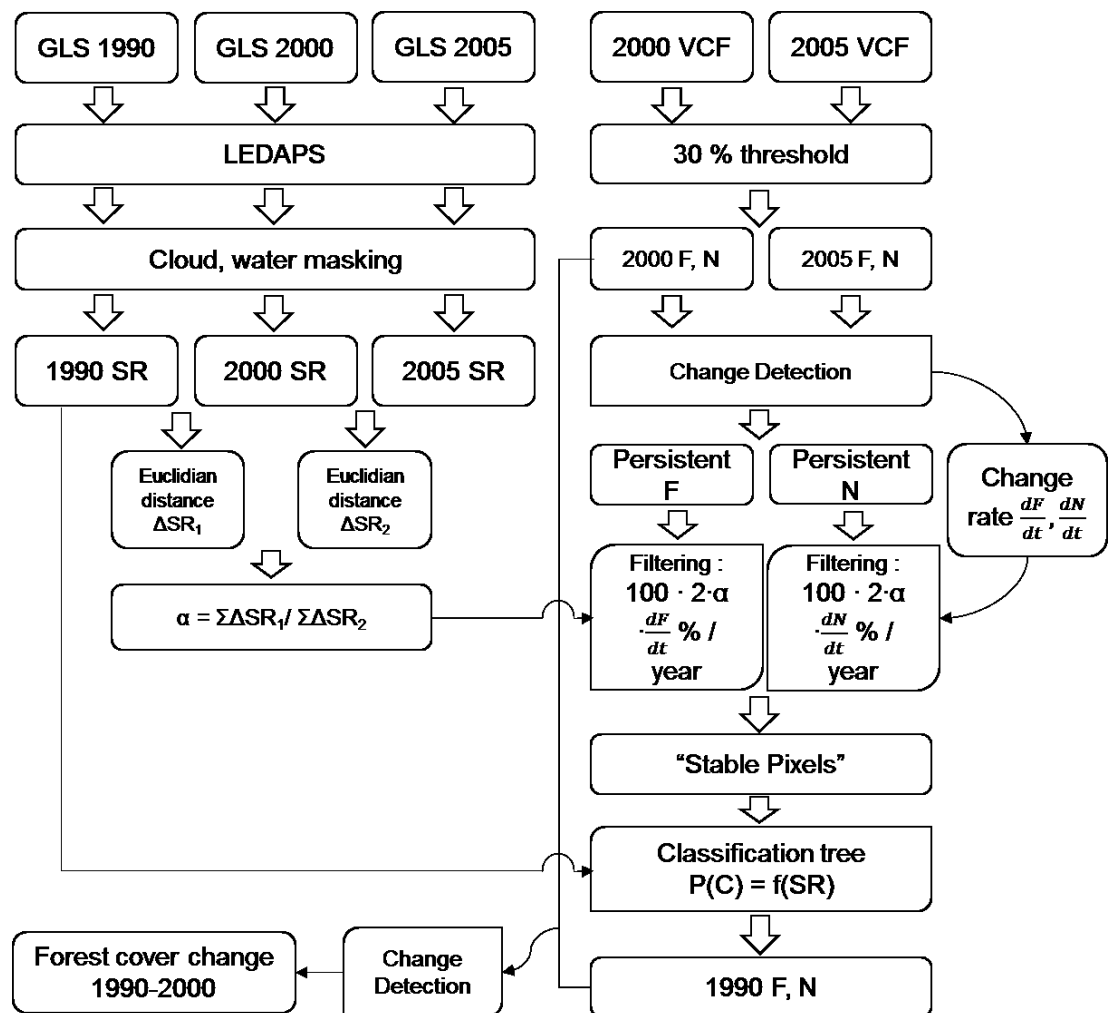 GLS 1990
GLS 2000
GLS 2005
2000 VCF
2005 VCF
LEDAPS
30 % threshold
Cloud, water masking
2000 F, N
2005 F, N
1990 SR
2000 SR
2005 SR
Change Detection
Euclidian
distance
ΔSR₁
Euclidian
distance
ΔSR₂
Persistent
F
Persistent
N
Change
rate dF/dt, dN/dt
α = ΣΔSR₁/ ΣΔSR₂
Filtering :
100 · 2·α
·dF/dt % /
year
Filtering :
100 · 2·α
·dN/dt % /
year
“Stable Pixels”
Classification tree
P(C) = f(SR)
Forest cover change
1990-2000
Change
Detection
1990 F, N